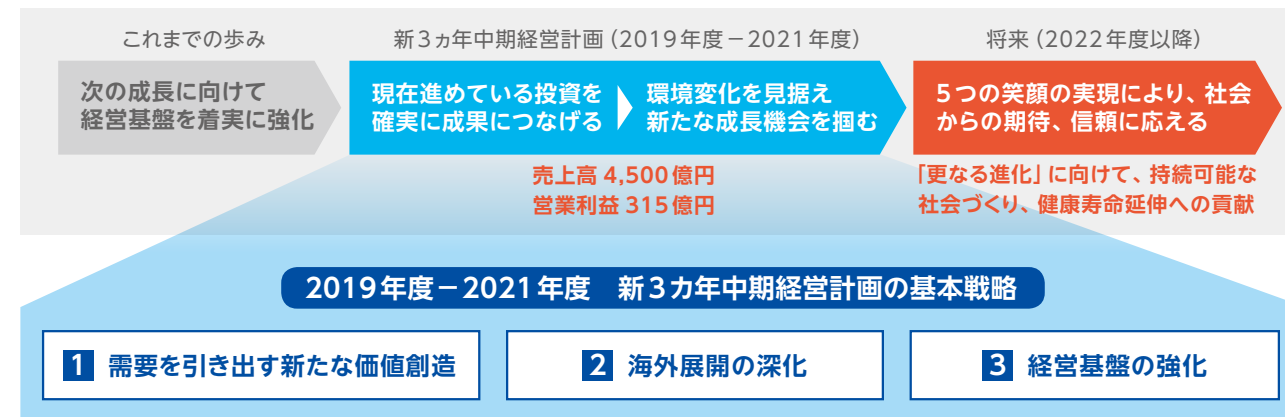 これまでの歩み
次の成長に向けて
経営基盤を着実に強化
新3ヵ年中期経営計画（2019年度－2021年度）
現在進めている投資を
確実に成果につなげる
環境変化を見据え
新たな成長機会を掴む
売上高 4,500億円
営業利益 315億円
将来（2022年度以降）
5つの笑顔の実現により、社会
からの期待、信頼に応える
「更なる進化」に向けて、持続可能な
社会づくり、健康寿命延伸への貢献
2019年度－2021年度　新3カ年中期経営計画の基本戦略
1 需要を引き出す新たな価値創造
2 海外展開の深化
3 経営基盤の強化